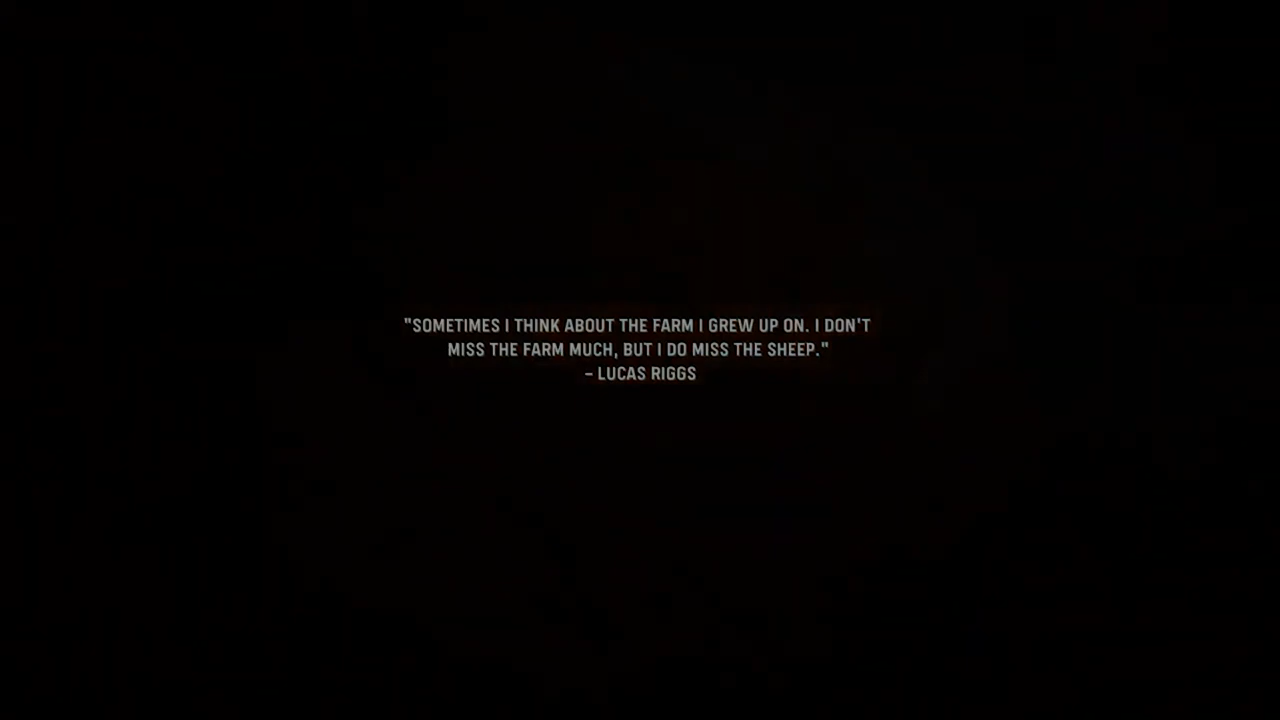 "SOMETIMES I THINK ABOUT THE FARM I GREW UP ON. I DON'T
MISS THE FARM MUCH, BUT I DO MISS THE SHEEP."
– LUCAS RIGGS